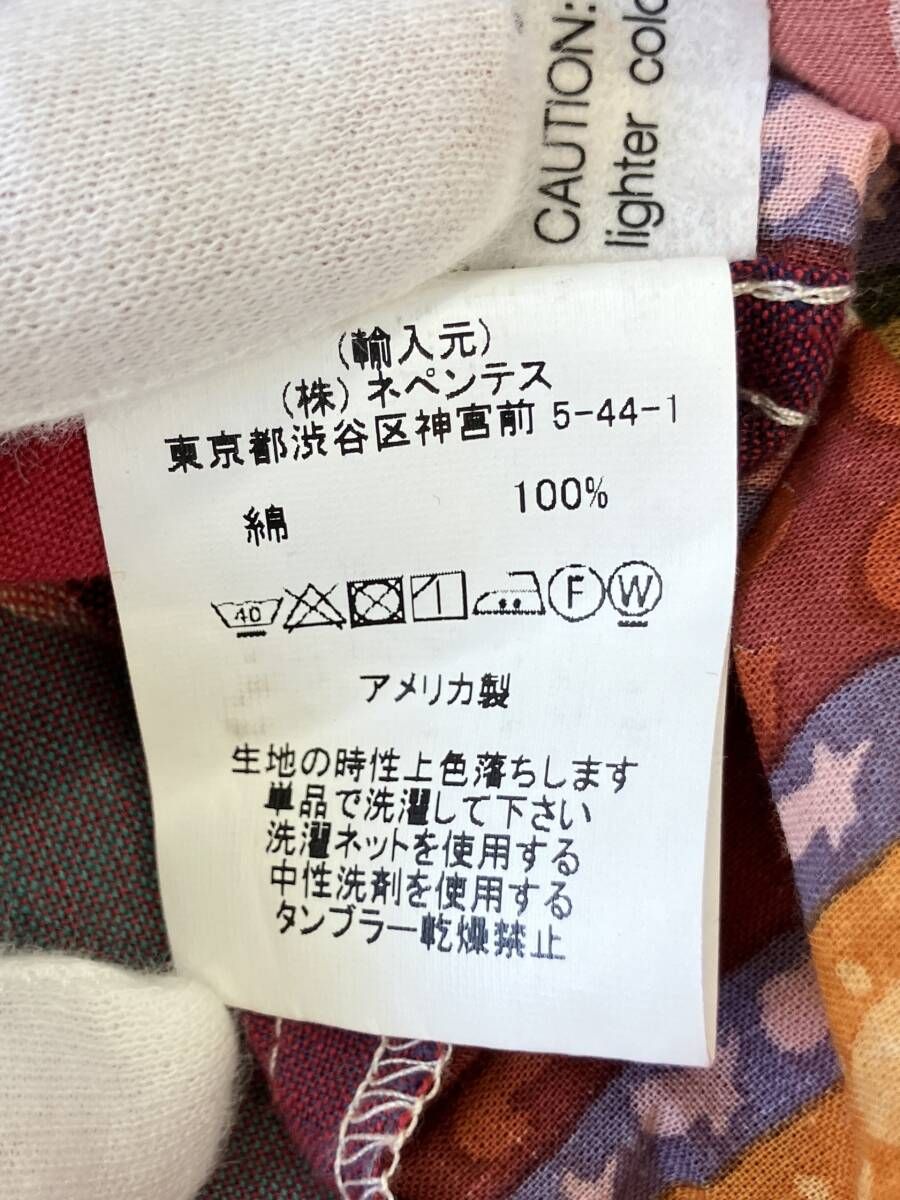 CAUTION:
lighter colo
(輸入元)
(株) ネペンテス
東京都渋谷区神宮前 5-44-1
綿 100%
40 F W
アメリカ製
生地の時性上色落ちします
単品で洗濯して下さい
洗濯ネットを使用する
中性洗剤を使用する
タンブラー乾燥禁止